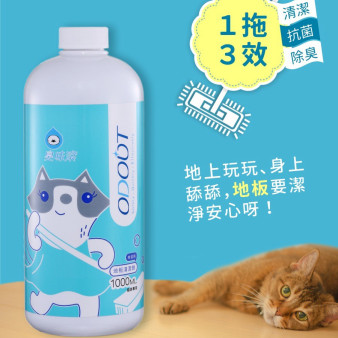 1拖
3效
清潔
抗菌
除臭
臭味滾
ODOUT
1000ML
地上玩玩、身上
舔舔,地板要潔
淨安心呀!